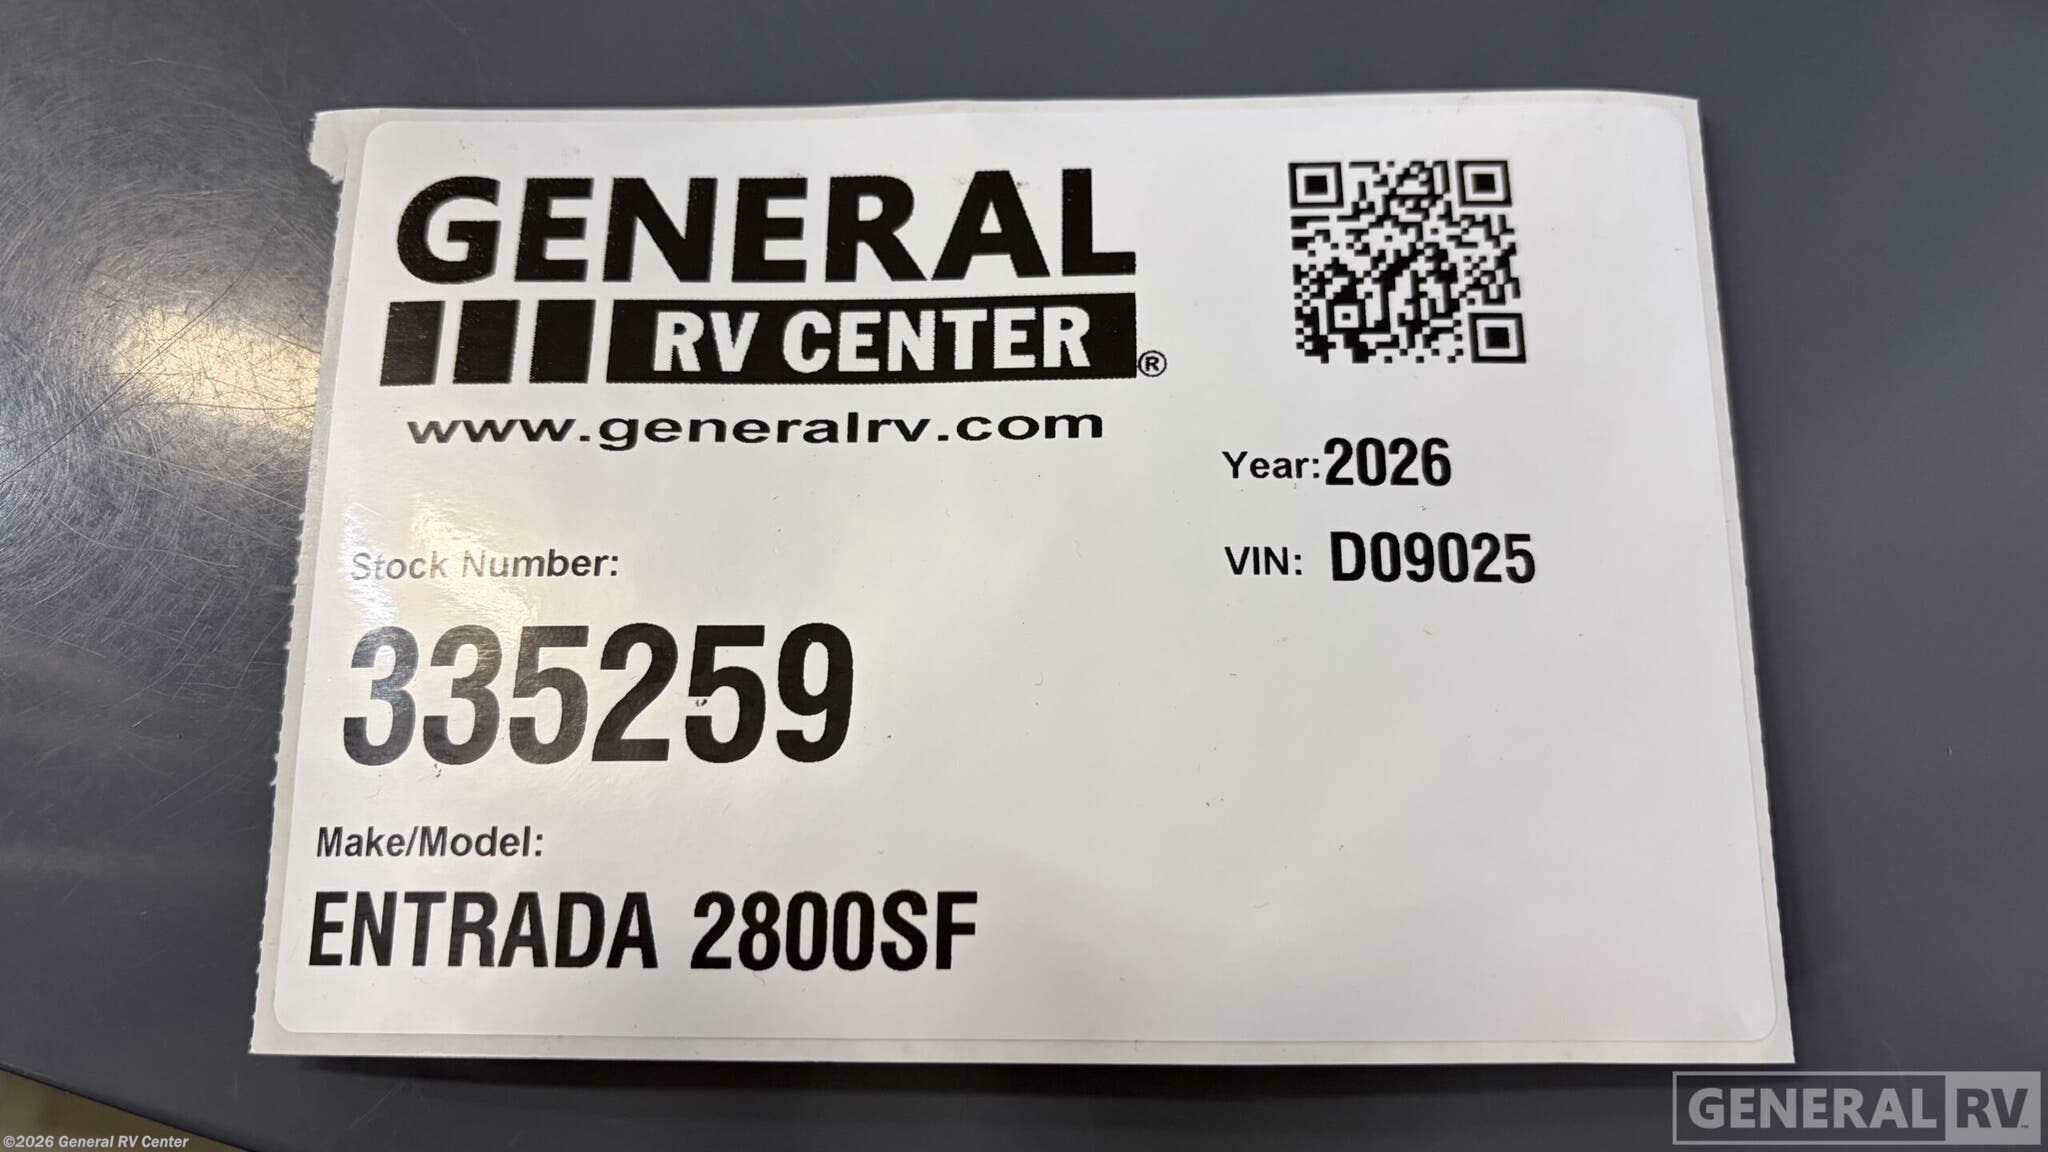 GENERAL
RV CENTER®
www.generalrv.com
Year: 2026
VIN: D09025
Stock Number:
335259
Make/Model:
ENTRADA 2800SF
GENERAL RV™
©2026 General RV Center